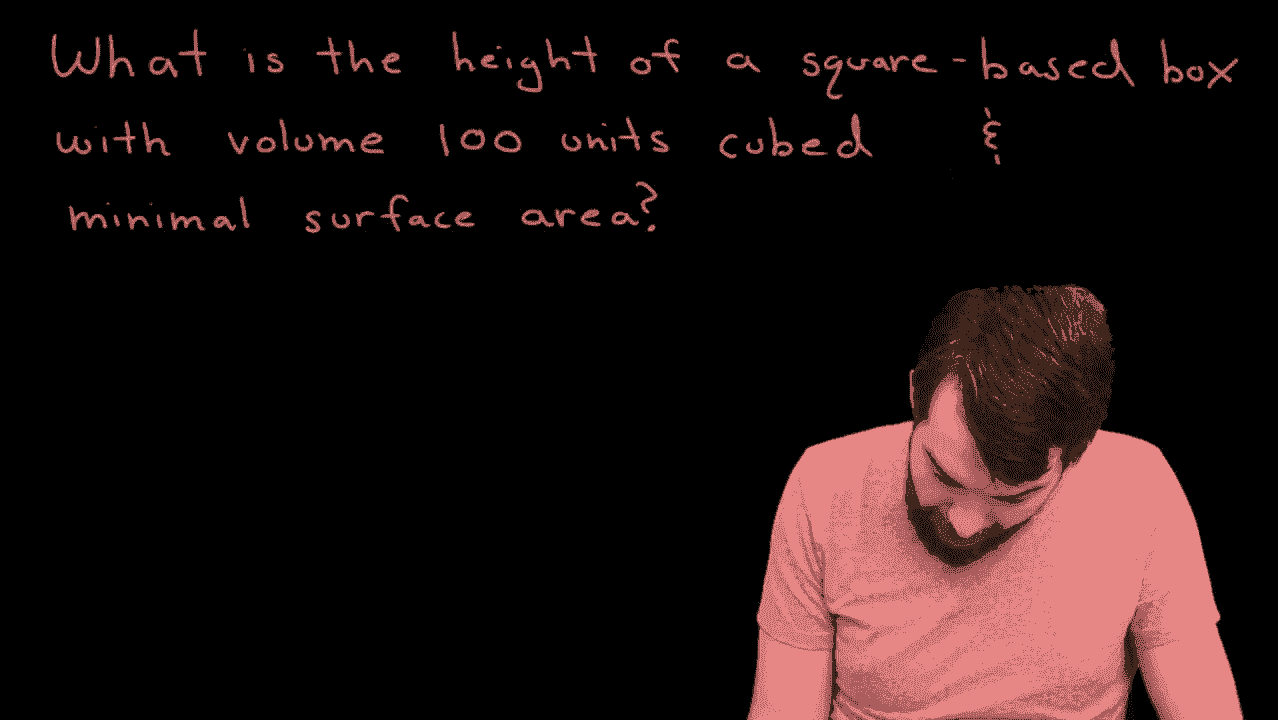 What is the height of a square-based box
with volume 100 units cubed &
minimal surface area?